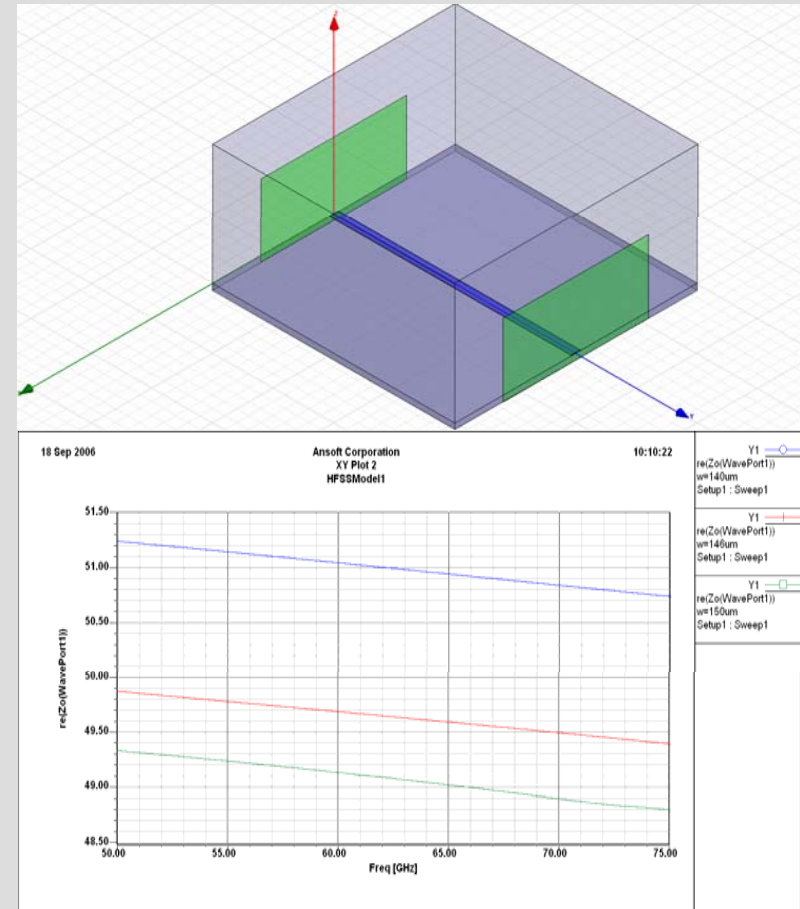 Z
Y
18 Sep 2006
Ansoft Corporation
10:10:22
XY Plot 2
HFSSModel1
Y1
re(Zo(WavePort1))
w=140um
Setup1 : Sweep1
Y1
re(Zo(WavePort1))
w=146um
Setup1 : Sweep1
Y1
re(Zo(WavePort1))
w=150um
Setup1 : Sweep1
51.50
51.00
50.50
50.00
49.50
49.00
48.50
re(Zo(WavePort1))
50.00
55.00
60.00
65.00
70.00
75.00
Freq [GHz]